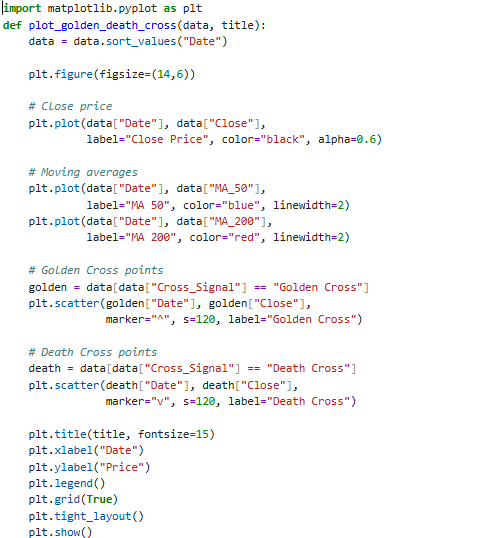 import matplotlib.pyplot as plt
def plot_golden_death_cross(data, title):
    data = data.sort_values("Date")

    plt.figure(figsize=(14,6))

    # Close price
    plt.plot(data["Date"], data["Close"],
             label="Close Price", color="black", alpha=0.6)

    # Moving averages
    plt.plot(data["Date"], data["MA_50"],
             label="MA 50", color="blue", linewidth=2)
    plt.plot(data["Date"], data["MA_200"],
             label="MA 200", color="red", linewidth=2)

    # Golden Cross points
    golden = data[data["Cross_Signal"] == "Golden Cross"]
    plt.scatter(golden["Date"], golden["Close"],
                marker="^", s=120, label="Golden Cross")

    # Death Cross points
    death = data[data["Cross_Signal"] == "Death Cross"]
    plt.scatter(death["Date"], death["Close"],
                marker="v", s=120, label="Death Cross")

    plt.title(title, fontsize=15)
    plt.xlabel("Date")
    plt.ylabel("Price")
    plt.legend()
    plt.grid(True)
    plt.tight_layout()
    plt.show()